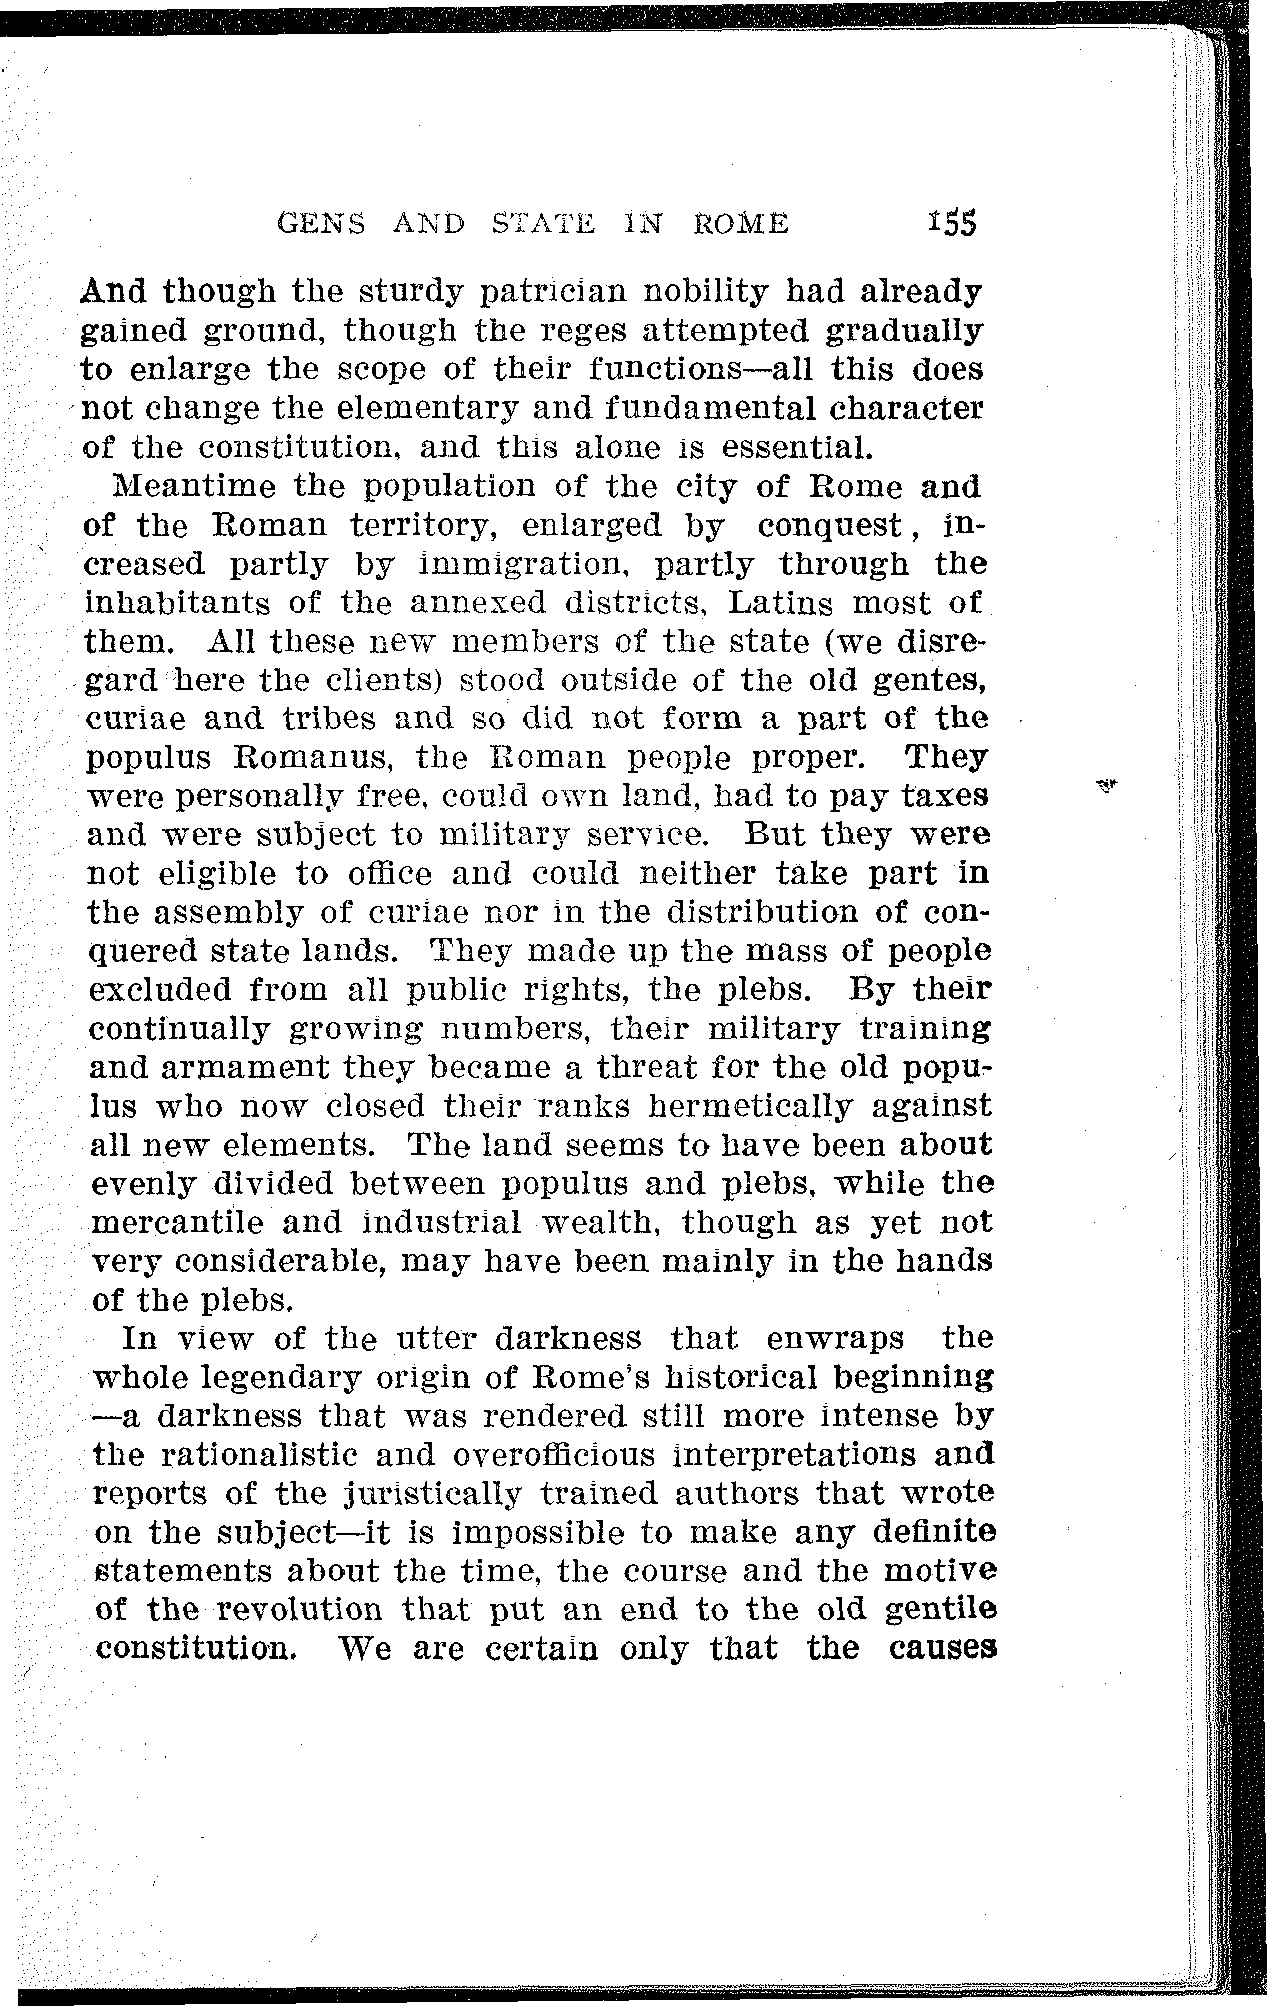 GENS AND STATE IN ROME 155
And though the sturdy patrician nobility had already
gained ground, though the reges attempted gradually
to enlarge the scope of their functions—all this does
not change the elementary and fundamental character
of the constitution, and this alone is essential.
Meantime the population of the city of Rome and
of the Roman territory, enlarged by conquest, in-
creased partly by immigration, partly through the
inhabitants of the annexed districts, Latins most of
them. All these new members of the state (we disre-
gard here the clients) stood outside of the old gentes,
curiae and tribes and so did not form a part of the
populus Romanus, the Roman people proper. They
were personally free, could own land, had to pay taxes
and were subject to military service. But they were
not eligible to office and could neither take part in
the assembly of curiae nor in the distribution of con-
quered state lands. They made up the mass of people
excluded from all public rights, the plebs. By their
continually growing numbers, their military training
and armament they became a threat for the old popu-
lus who now closed their ranks hermetically against
all new elements. The land seems to have been about
evenly divided between populus and plebs, while the
mercantile and industrial wealth, though as yet not
very considerable, may have been mainly in the hands
of the plebs.
In view of the utter darkness that enwraps the
whole legendary origin of Rome's historical beginning
—a darkness that was rendered still more intense by
the rationalistic and overofficious interpretations and
reports of the juristically trained authors that wrote
on the subject—it is impossible to make any definite
statements about the time, the course and the motive
of the revolution that put an end to the old gentile
constitution. We are certain only that the causes